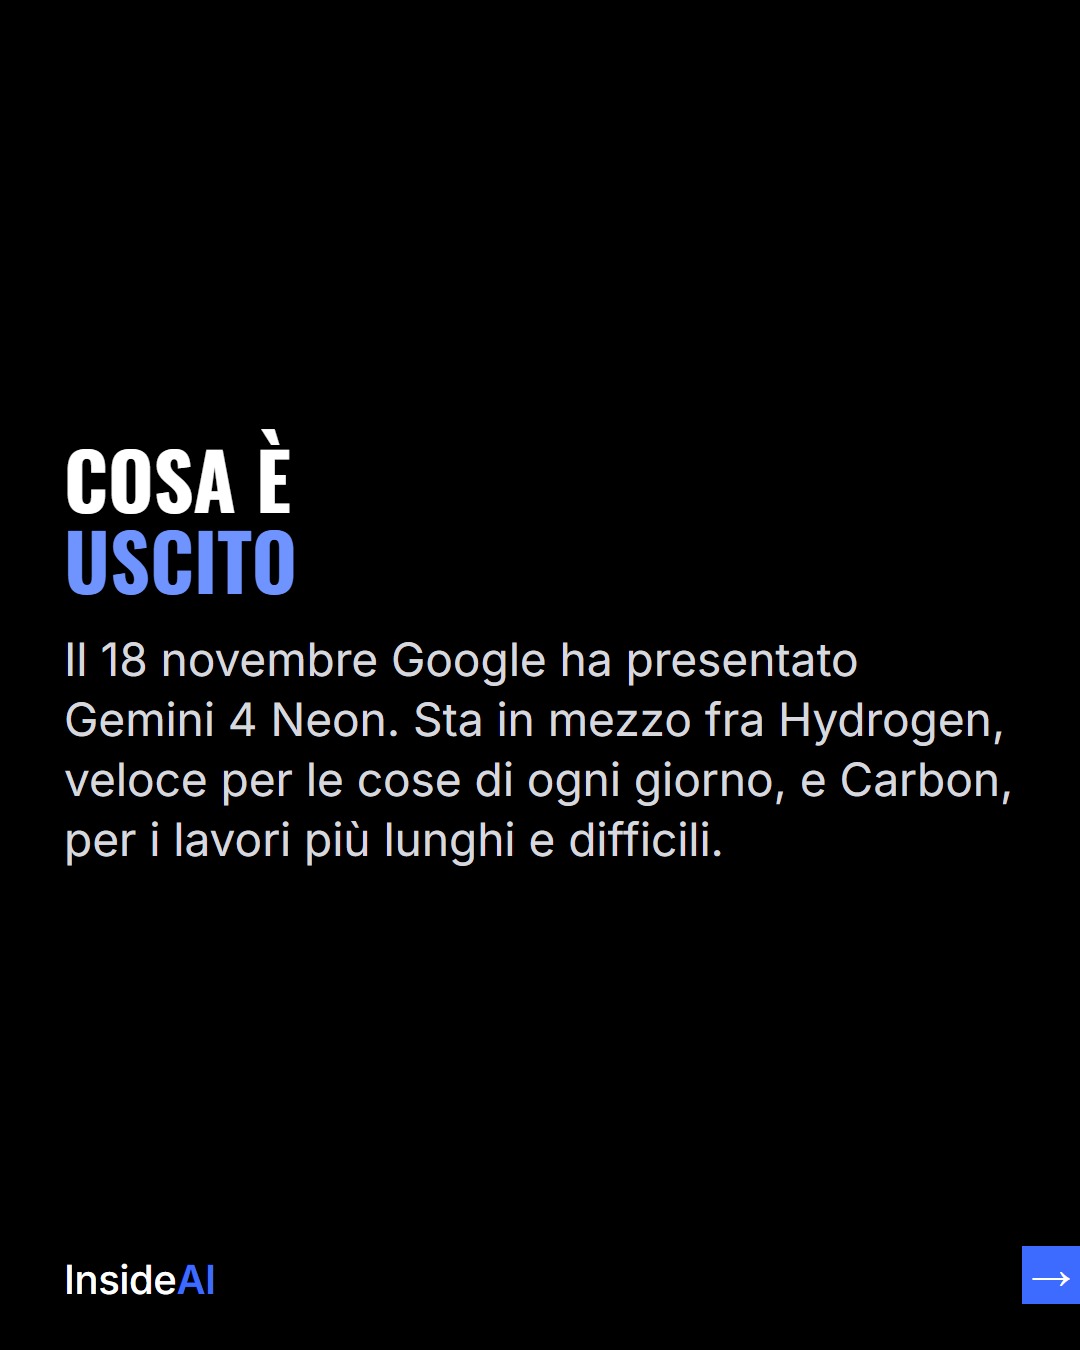 COSA È
USCITO
Il 18 novembre Google ha presentato
Gemini 4 Neon. Sta in mezzo fra Hydrogen,
veloce per le cose di ogni giorno, e Carbon,
per i lavori più lunghi e difficili.
InsideAI
→